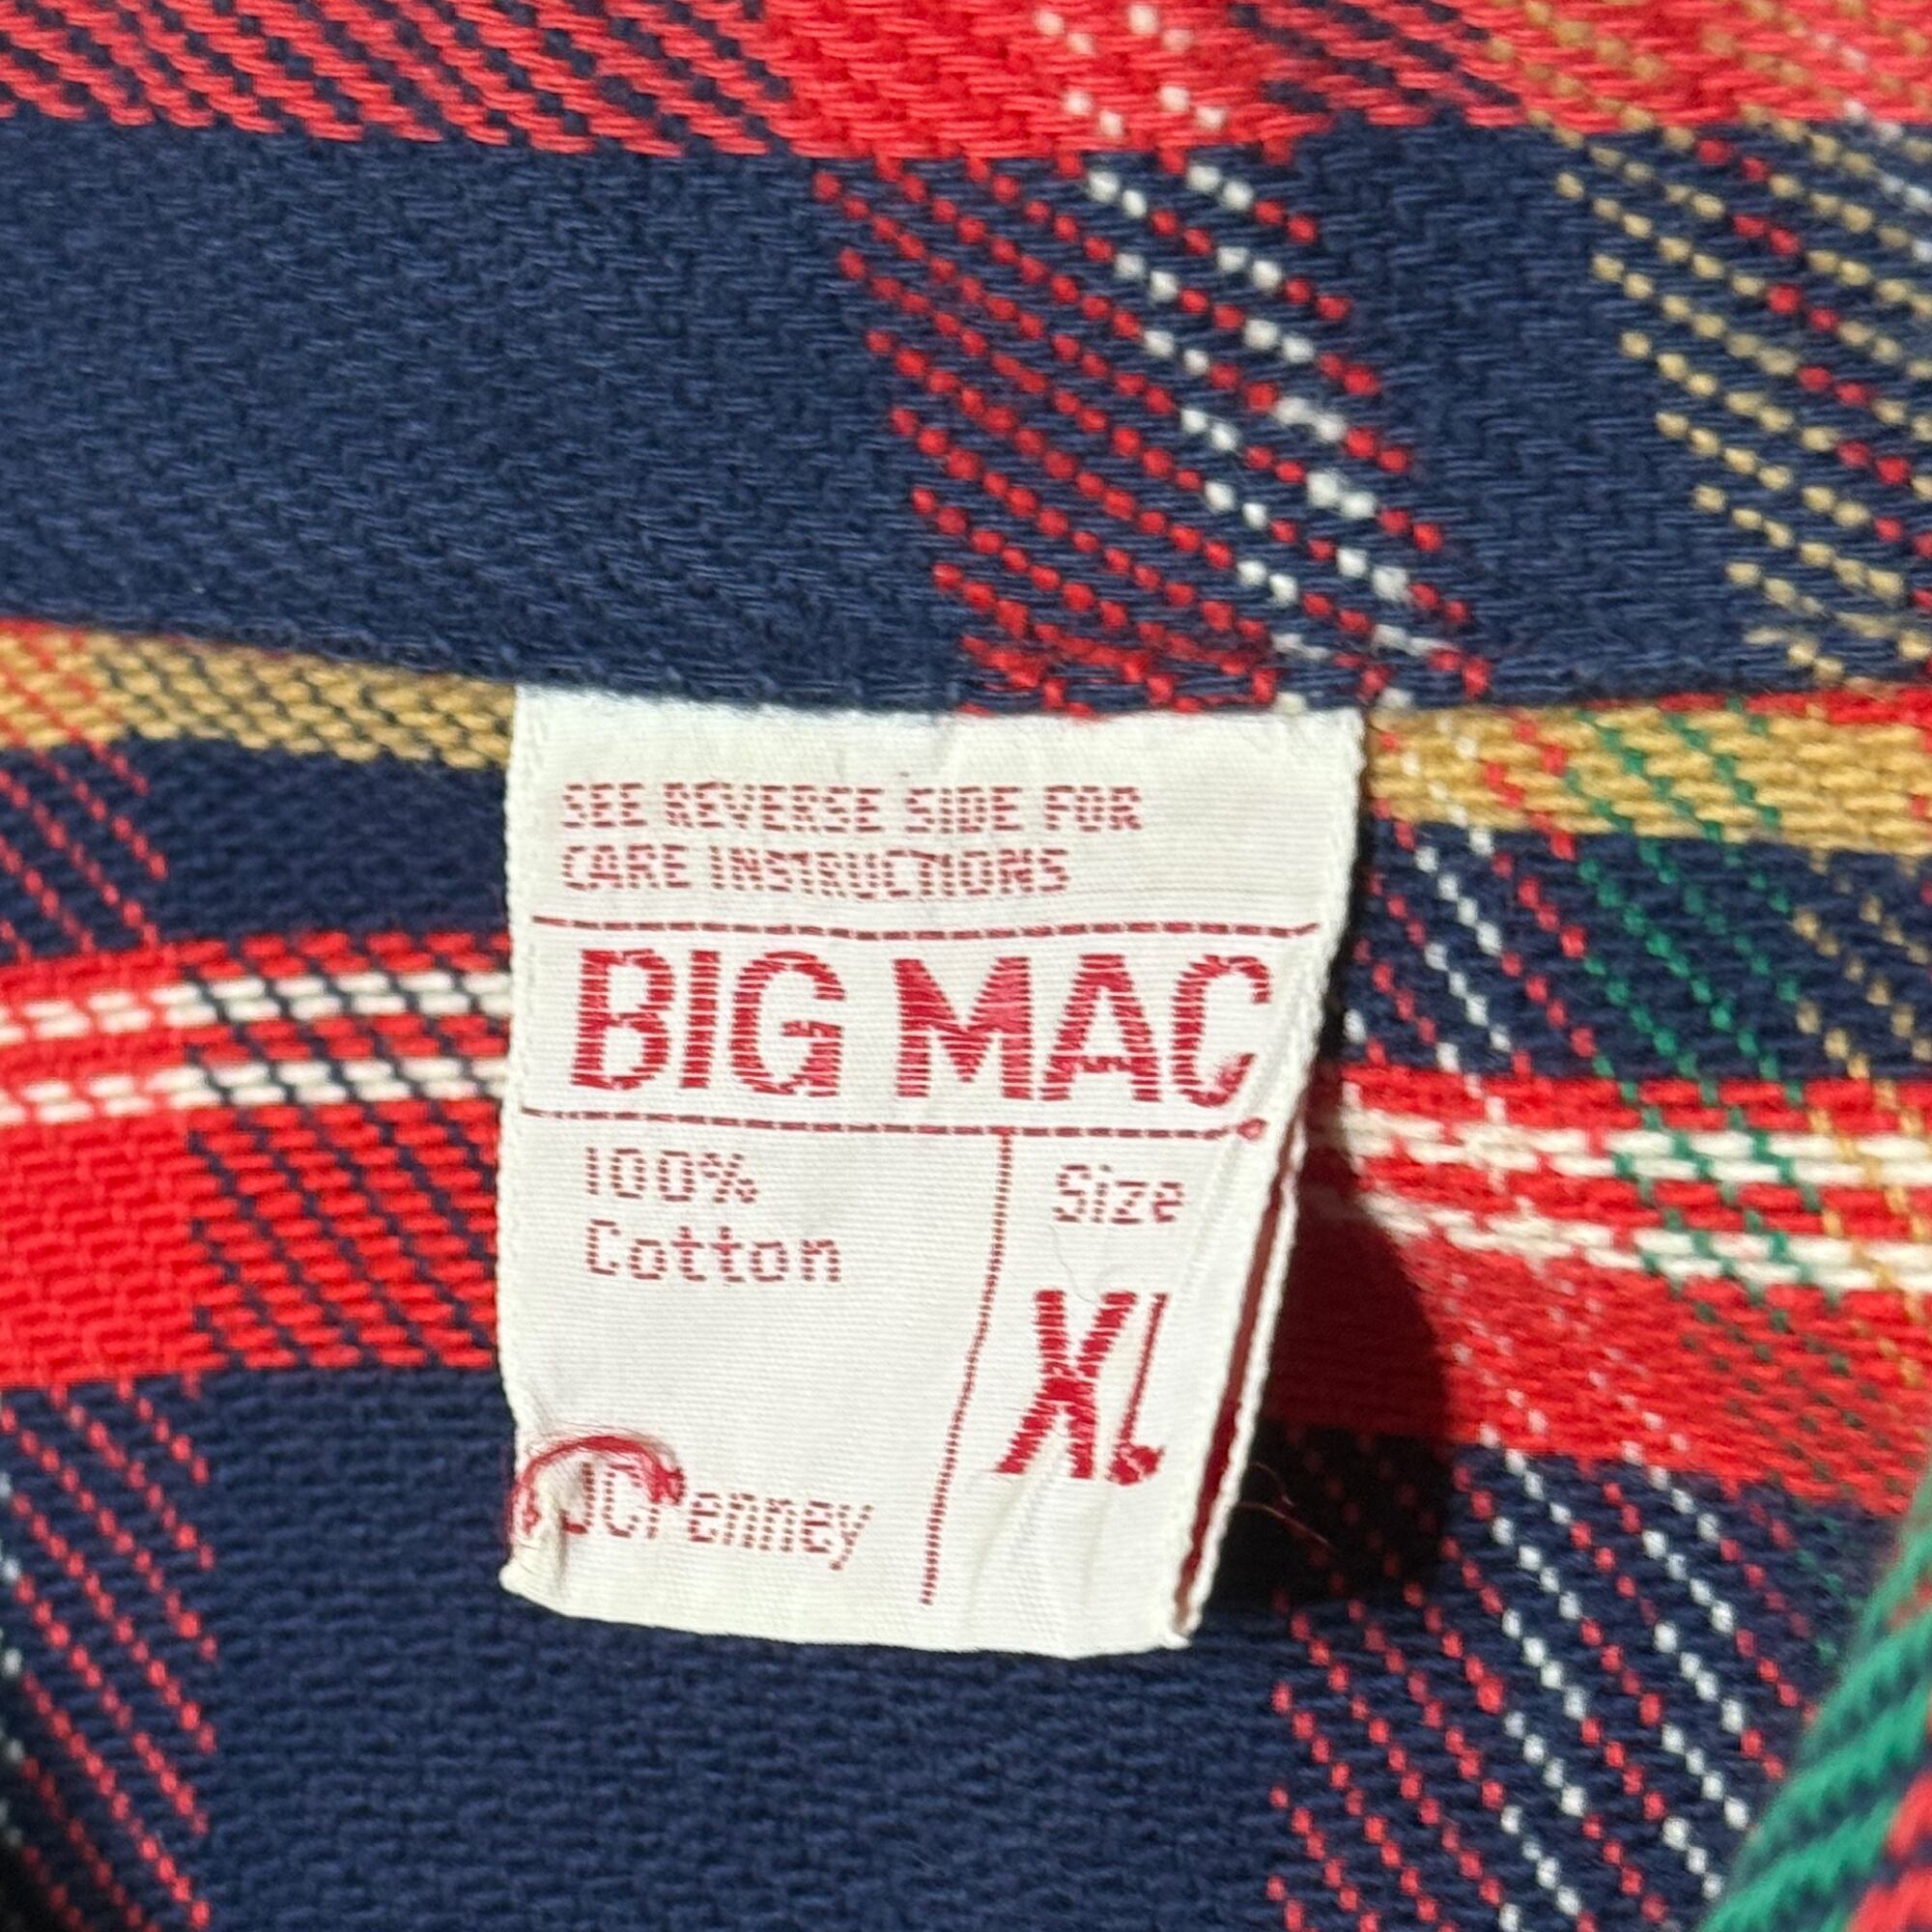 SEE REVERSE SIDE FOR
CARE INSTRUCTIONS
BIG MAC
100%
Cotton
Size
XL
JCPenney